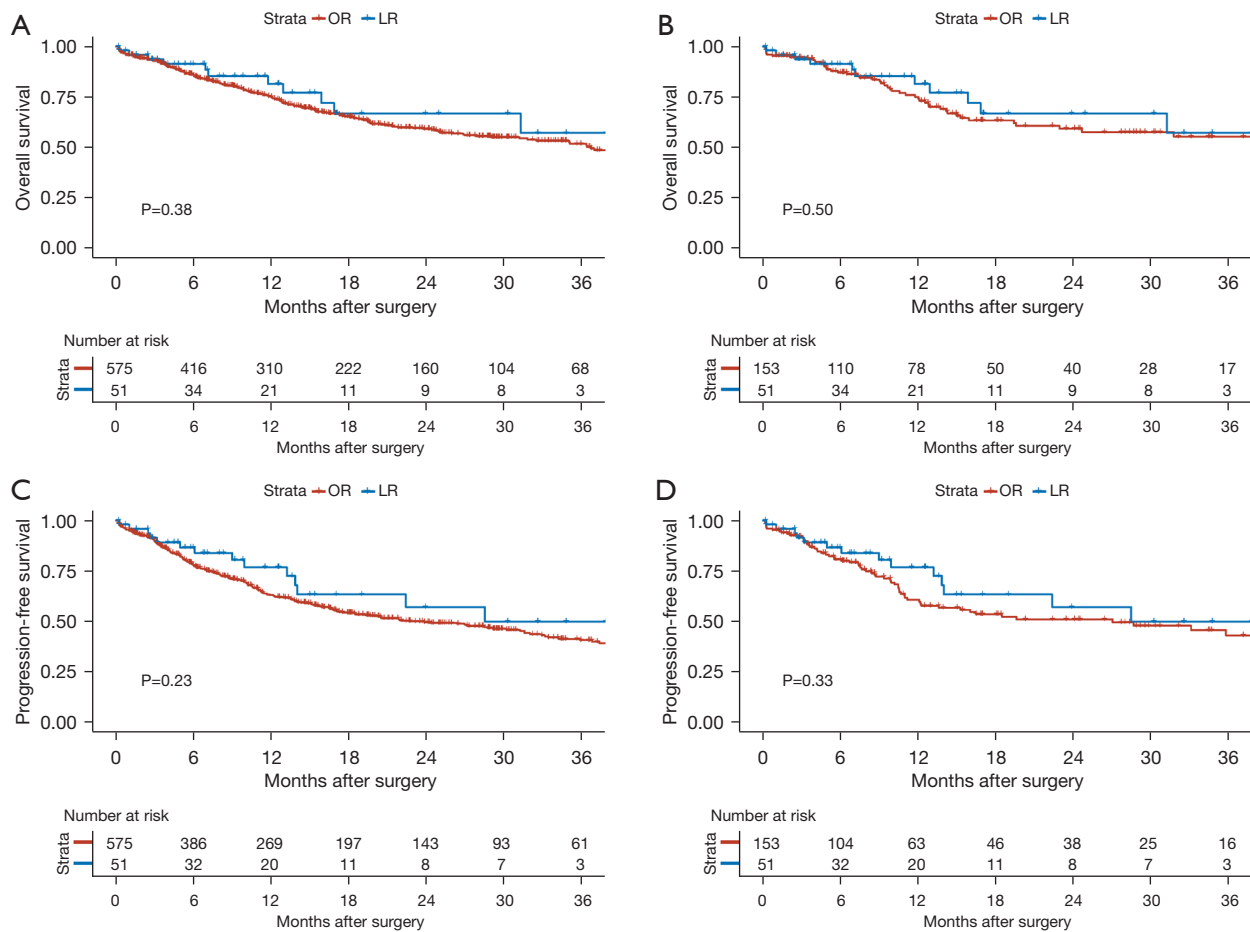 A
Strata OR LR
1.00
0.75
0.50
0.25
0.00
Overall survival
P=0.38
0 6 12 18 24 30 36
Months after surgery
Number at risk
Strata
575 416 310 222 160 104 68
51 34 21 11 9 8 3
0 6 12 18 24 30 36
Months after surgery
B
Strata OR LR
1.00
0.75
0.50
0.25
0.00
Overall survival
P=0.50
0 6 12 18 24 30 36
Months after surgery
Number at risk
Strata
153 110 78 50 40 28 17
51 34 21 11 9 8 3
0 6 12 18 24 30 36
Months after surgery
C
Strata OR LR
1.00
0.75
0.50
0.25
0.00
Progression-free survival
P=0.23
0 6 12 18 24 30 36
Months after surgery
Number at risk
Strata
575 386 269 197 143 93 61
51 32 20 11 8 7 3
0 6 12 18 24 30 36
Months after surgery
D
Strata OR LR
1.00
0.75
0.50
0.25
0.00
Progression-free survival
P=0.33
0 6 12 18 24 30 36
Months after surgery
Number at risk
Strata
153 104 63 46 38 25 16
51 32 20 11 8 7 3
0 6 12 18 24 30 36
Months after surgery